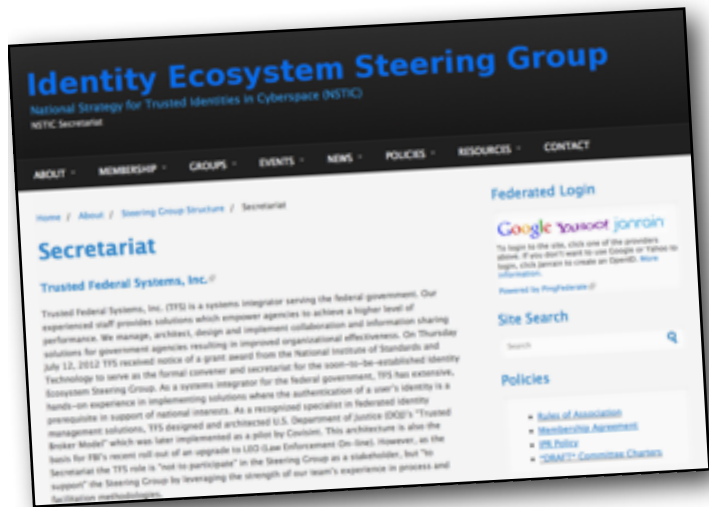 Identity Ecosystem Steering Group
National Strategy for Trusted Identities in Cyberspace (NSTIC)
NSTIC Secretariat
ABOUT MEMBERSHIP GROUPS EVENTS NEWS POLICIES RESOURCES CONTACT
Home / About / Steering Group Structure / Secretariat
Secretariat
Trusted Federal Systems, Inc.
Trusted Federal Systems, Inc. (TFS) is a systems integrator serving the federal government. Our
experienced staff provides solutions which empower agencies to achieve a higher level of
performance. We manage, architect, design and implement collaboration and information sharing
solutions for government agencies resulting in improved organizational effectiveness. On Thursday
July 12, 2012 TFS received notice of a grant award from the National Institute of Standards and
Technology to serve as the formal convener and secretariat for the soon-to-be-established Identity
Ecosystem Steering Group. As a systems integrator for the federal government, TFS has extensive,
hands-on experience in implementing solutions where the authentication of a user's identity is a
prerequisite in support of national interests. As a recognized specialist in federated identity
management solutions, TFS designed and architected U.S. Department of Justice (DOJ)'s "Trusted
Broker Model" which was later implemented as a pilot by Covisint. This architecture is also the
basis for FBI's recent roll out of an upgrade to LEO (Law Enforcement On-line). However, as the
Secretariat the TFS role is "not to participate" in the Steering Group as a stakeholder, but "to
support" the Steering Group by leveraging the strength of our team's experience in process and
facilitation methodologies.
Federated Login
Google YAHOO! janrain
To login to the site, click one of the providers
above. If you don't want to use Google or Yahoo to
login, click janrain to create an OpenID. More
information.
Powered by PingFederate
Site Search
Search
Policies
Rules of Association
Membership Agreement
IPR Policy
*DRAFT* Committee Charters